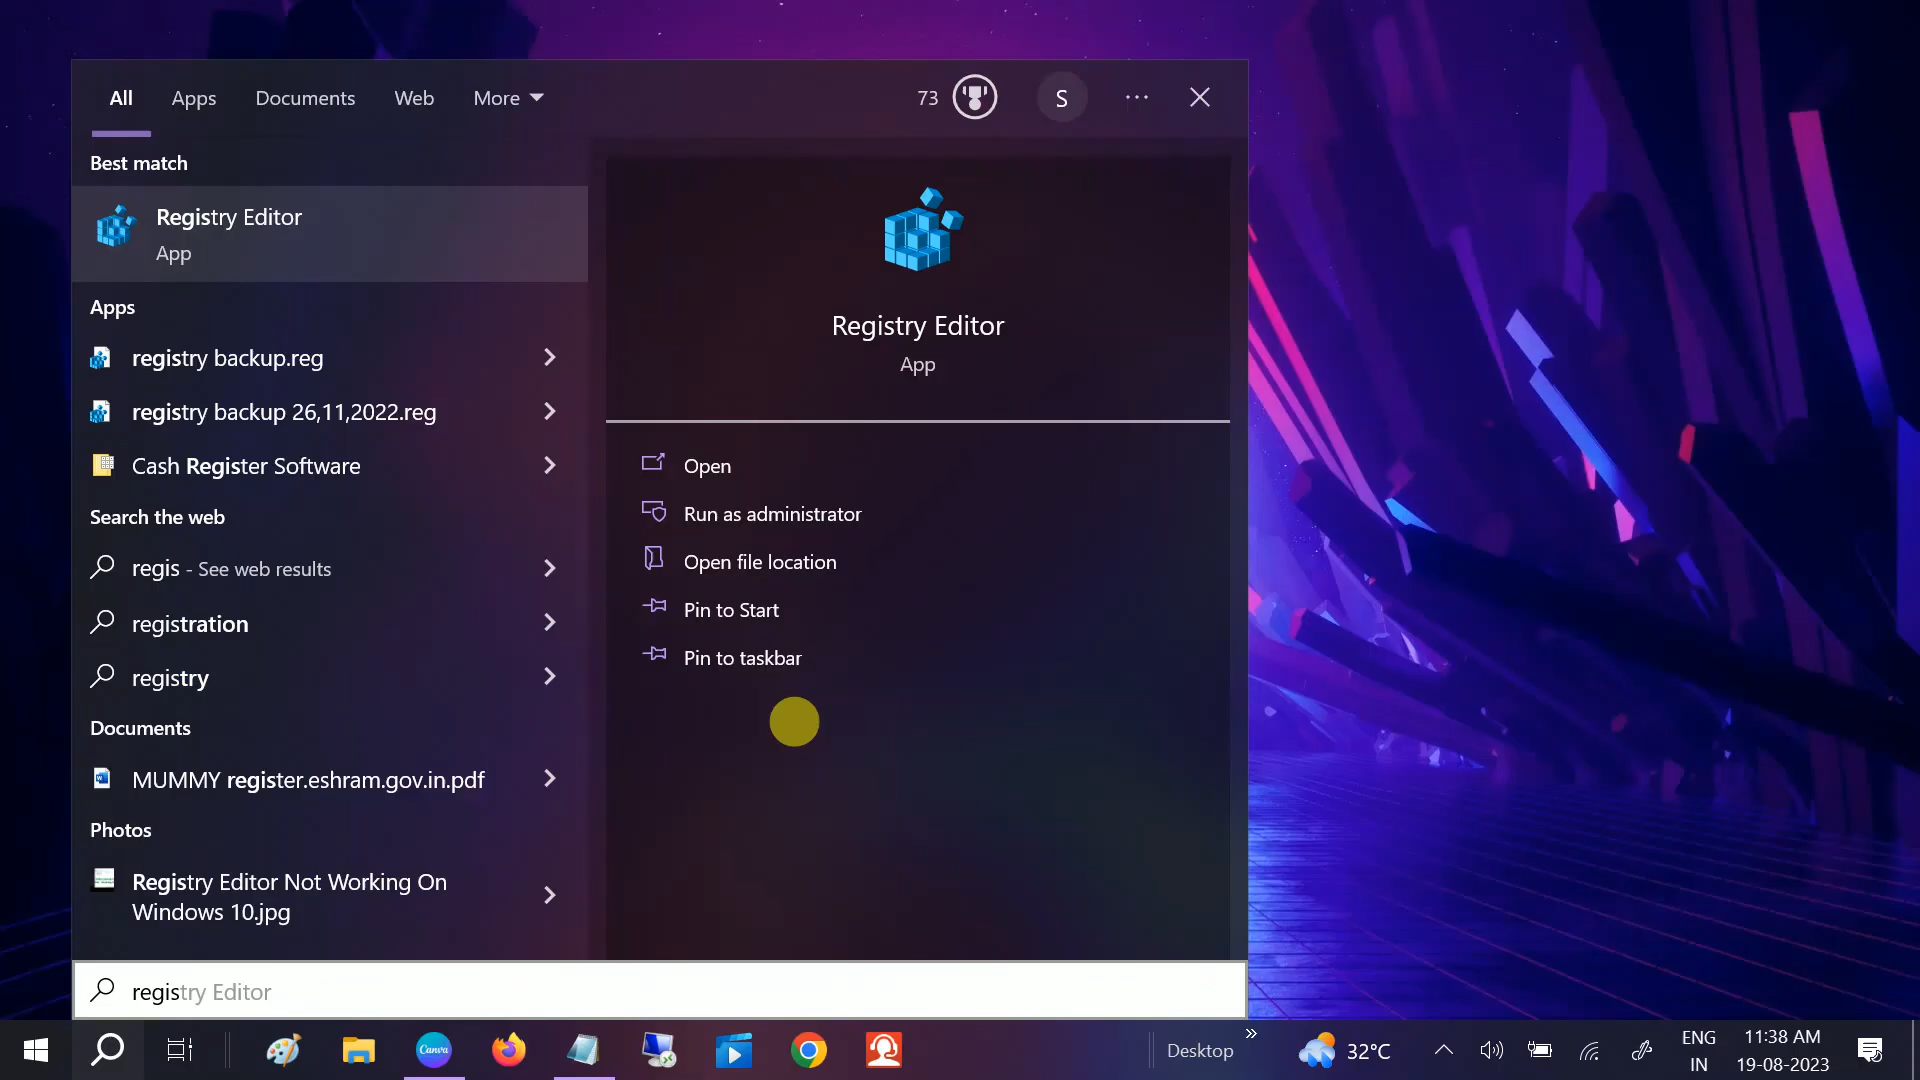 All Apps Documents Web More 73 S
Best match
Registry Editor
App
Apps
registry backup.reg
registry backup 26,11,2022.reg
Cash Register Software
Search the web
regis - See web results
registration
registry
Documents
MUMMY register.eshram.gov.in.pdf
Photos
Registry Editor Not Working On
Windows 10.jpg
Registry Editor
App
Open
Run as administrator
Open file location
Pin to Start
Pin to taskbar
registry Editor
Canva
Desktop
32°C
ENG
IN
11:38 AM
19-08-2023